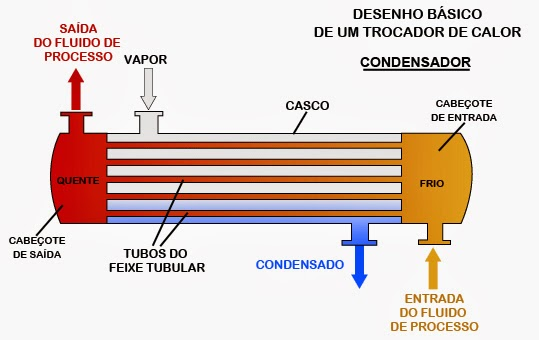 DESENHO BÁSICO
DE UM TROCADOR DE CALOR
CONDENSADOR
SAÍDA
DO FLUIDO DE
PROCESSO
VAPOR
CASCO
CABEÇOTE
DE ENTRADA
QUENTE
FRIO
CABEÇOTE
DE SAÍDA
TUBOS DO
FEIXE TUBULAR
CONDENSADO
ENTRADA
DO FLUIDO
DE PROCESSO